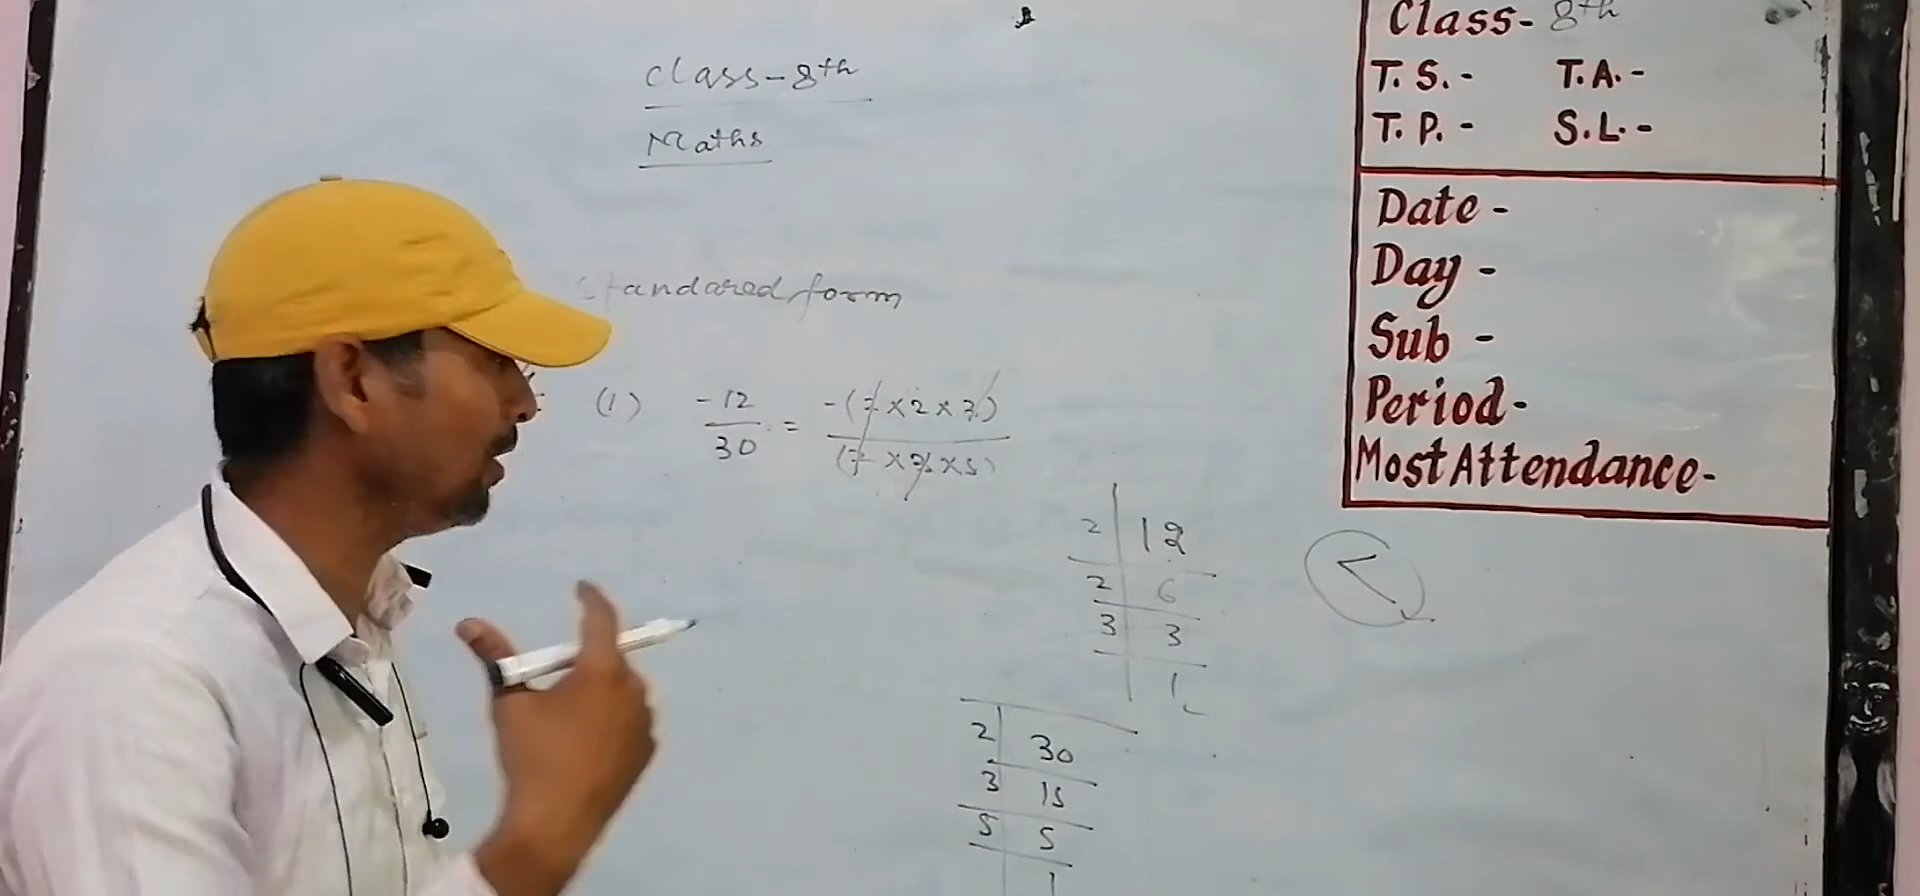 Class-8th
Maths
standared form
(1) -12/30 = -(2×2×3)/(2×3×5)
2 | 12
2 | 6
3 | 3
1
2 | 30
3 | 15
5 | 5
1
Class- 8th
T. S. - T.A. -
T. P. - S.L. -
Date -
Day -
Sub -
Period -
Most Attendance -